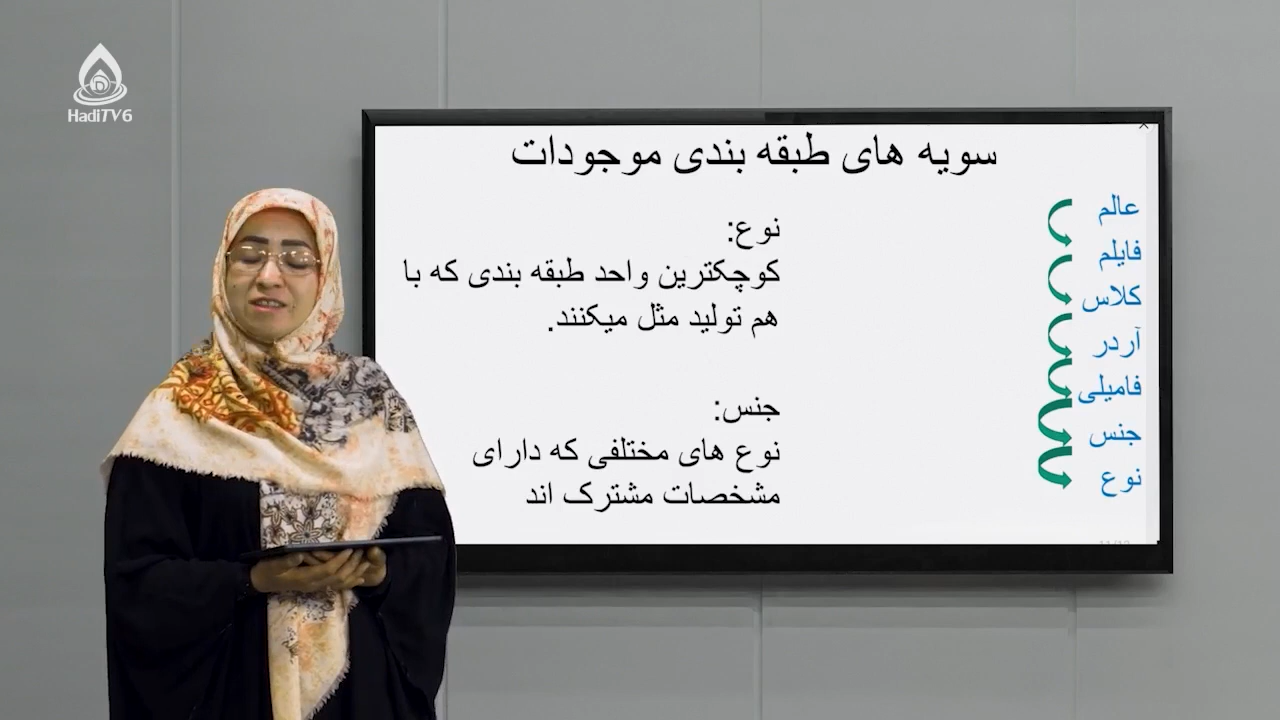 HadiTV6
سویه های طبقه بندی موجودات
عالم
فایلم
کلاس
آردر
فامیلی
جنس
نوع
نوع:
کوچکترین واحد طبقه بندی که با
هم تولید مثل میکنند.
جنس:
نوع های مختلفی که دارای
مشخصات مشترک اند